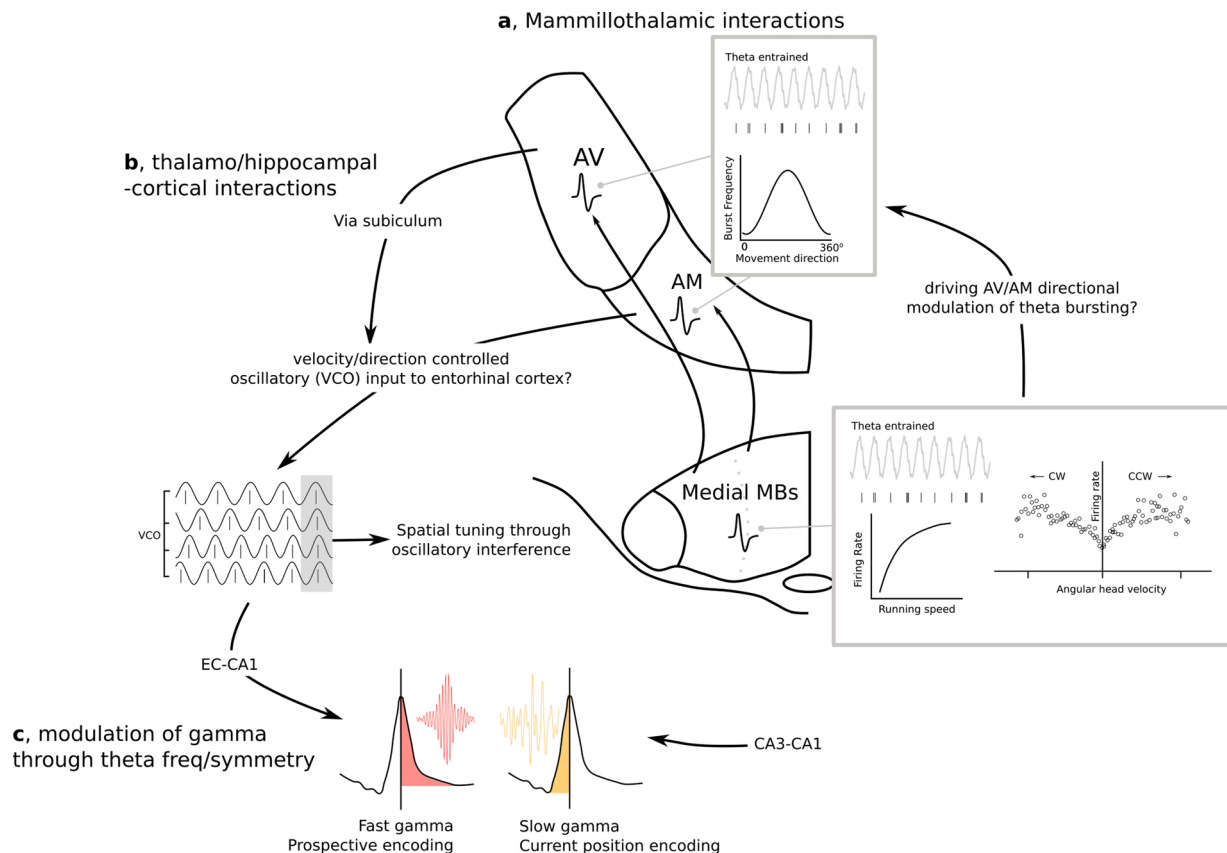 a, Mammillothalamic interactions
Theta entrained
Burst Frequency
0
360⁰
Movement direction
AV
AM
b, thalamo/hippocampal
-cortical interactions
Via subiculum
driving AV/AM directional
modulation of theta bursting?
velocity/direction controlled
oscillatory (VCO) input to entorhinal cortex?
Medial MBs
Theta entrained
Firing Rate
Running speed
← CW
Firing rate
CCW →
Angular head velocity
VCO
Spatial tuning through
oscillatory interference
EC-CA1
c, modulation of gamma
through theta freq/symmetry
CA3-CA1
Fast gamma
Prospective encoding
Slow gamma
Current position encoding